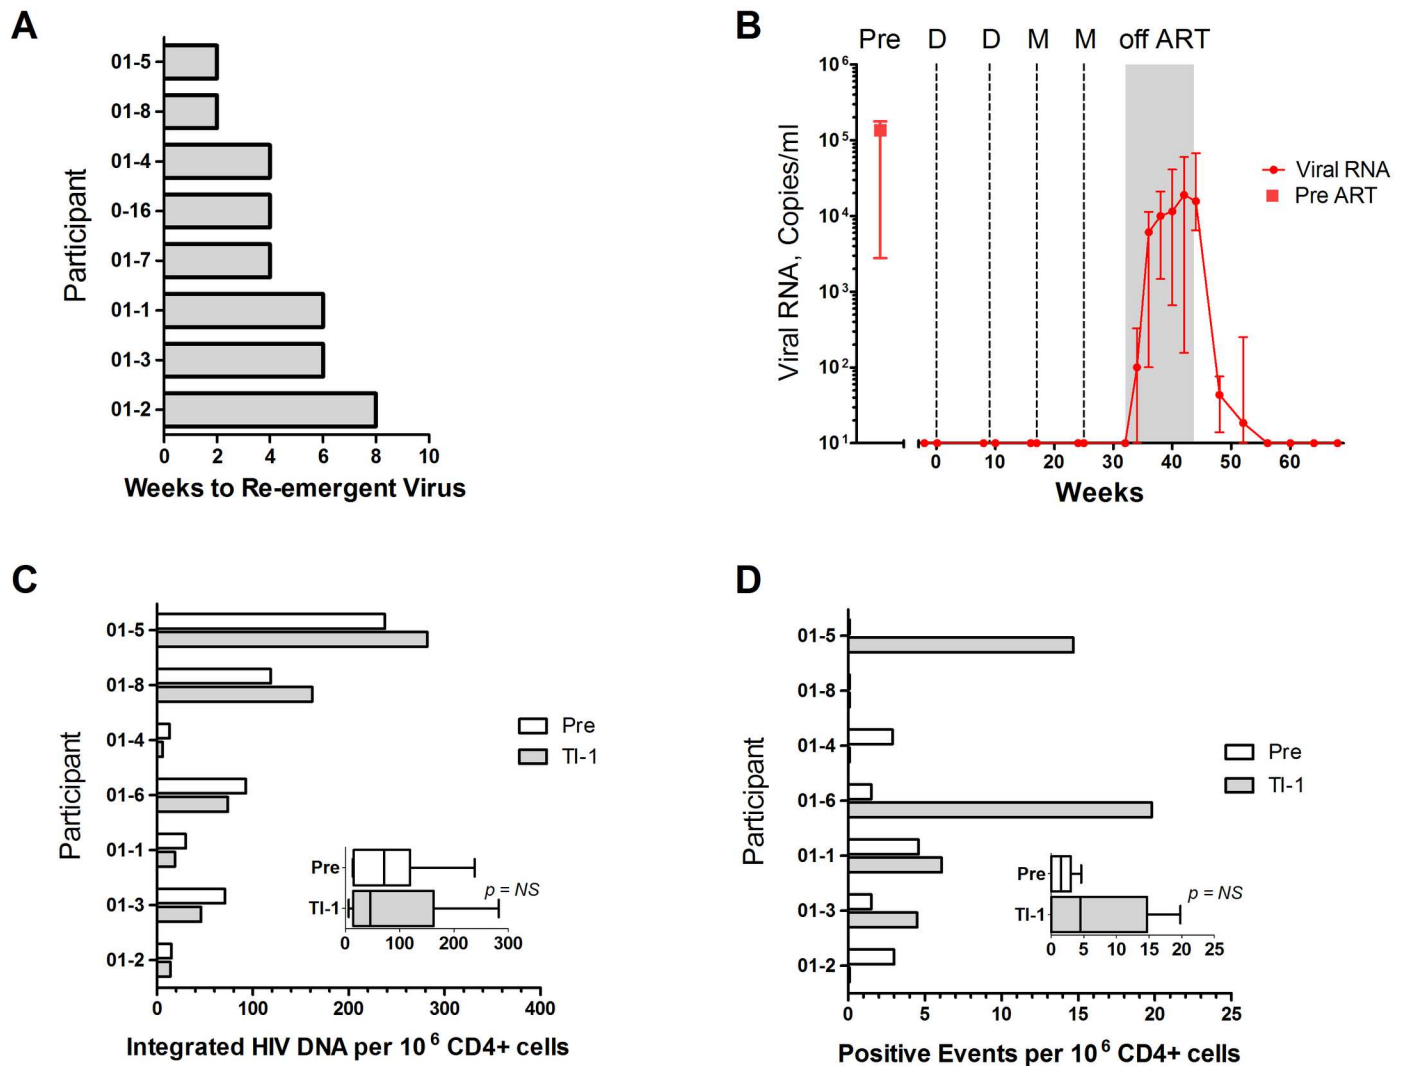 A
01-5
01-8
01-4
0-16
01-7
01-1
01-3
01-2
Participant
0 2 4 6 8 10
Weeks to Re-emergent Virus
B
Pre D D M M off ART
10⁶
10⁵
10⁴
10³
10²
10¹
Viral RNA, Copies/ml
0 10 20 30 40 50 60
Weeks
Viral RNA
Pre ART
C
01-5
01-8
01-4
01-6
01-1
01-3
01-2
Participant
Pre
TI-1
Pre
TI-1
p = NS
0 100 200 300
0 100 200 300 400
Integrated HIV DNA per 10⁶ CD4+ cells
D
01-5
01-8
01-4
01-6
01-1
01-3
01-2
Participant
Pre
TI-1
Pre
TI-1
p = NS
0 5 10 15 20 25
0 5 10 15 20 25
Positive Events per 10⁶ CD4+ cells